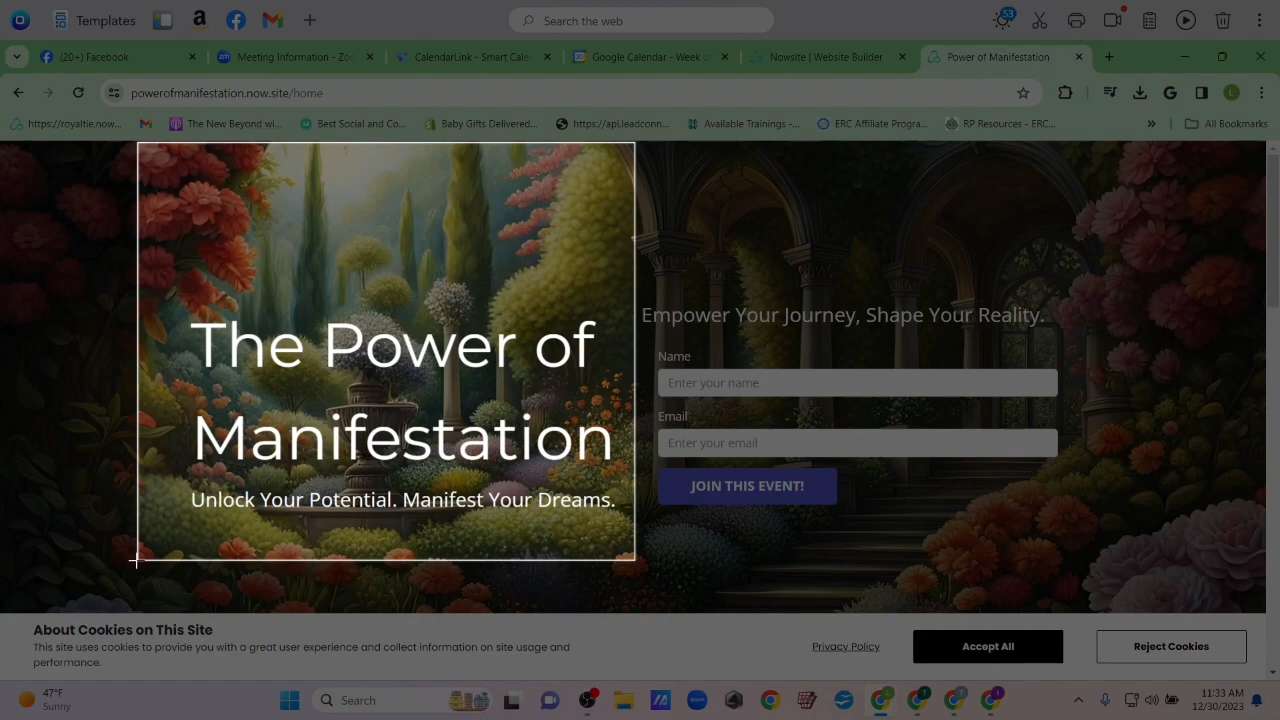 Templates
Search the web
53
(20+) Facebook
Meeting Information - Zo
CalendarLink - Smart Cale
Google Calendar - Week o
Nowsite | Website Builder
Power of Manifestation
powerofmanifestation.now.site/home
L
https://royaltie.now...
The New Beyond wi...
Best Social and Co...
Baby Gifts Delivered...
https://api.leadconn...
Available Trainings -...
ERC Affiliate Progra...
RP Resources - ERC...
All Bookmarks
The Power of
Manifestation
Unlock Your Potential. Manifest Your Dreams.
Empower Your Journey, Shape Your Reality.
Name
Enter your name
Email
Enter your email
JOIN THIS EVENT!
About Cookies on This Site
This site uses cookies to provide you with a great user experience and collect information on site usage and
performance.
Privacy Policy
Accept All
Reject Cookies
47°F
Sunny
Search
11:33 AM
12/30/2023